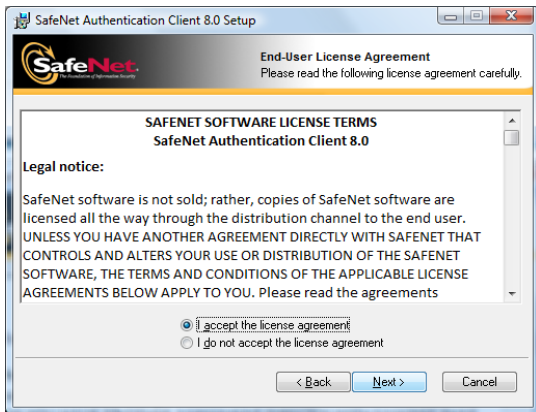 SafeNet Authentication Client 8.0 Setup
SafeNet.
The Foundation of Information Security
End-User License Agreement
Please read the following license agreement carefully.
SAFENET SOFTWARE LICENSE TERMS
SafeNet Authentication Client 8.0
Legal notice:
SafeNet software is not sold; rather, copies of SafeNet software are
licensed all the way through the distribution channel to the end user.
UNLESS YOU HAVE ANOTHER AGREEMENT DIRECTLY WITH SAFENET THAT
CONTROLS AND ALTERS YOUR USE OR DISTRIBUTION OF THE SAFENET
SOFTWARE, THE TERMS AND CONDITIONS OF THE APPLICABLE LICENSE
AGREEMENTS BELOW APPLY TO YOU. Please read the agreements
I accept the license agreement
I do not accept the license agreement
< Back Next > Cancel